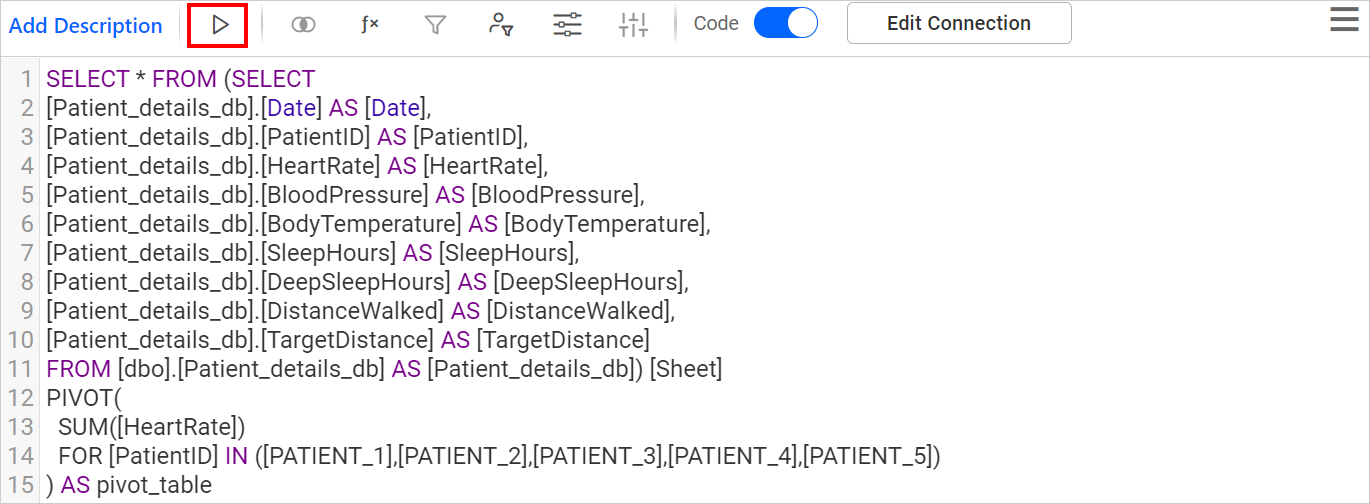 Add Description ƒx Code Edit Connection
1 SELECT * FROM (SELECT
2 [Patient_details_db].[Date] AS [Date],
3 [Patient_details_db].[PatientID] AS [PatientID],
4 [Patient_details_db].[HeartRate] AS [HeartRate],
5 [Patient_details_db].[BloodPressure] AS [BloodPressure],
6 [Patient_details_db].[BodyTemperature] AS [BodyTemperature],
7 [Patient_details_db].[SleepHours] AS [SleepHours],
8 [Patient_details_db].[DeepSleepHours] AS [DeepSleepHours],
9 [Patient_details_db].[DistanceWalked] AS [DistanceWalked],
10 [Patient_details_db].[TargetDistance] AS [TargetDistance]
11 FROM [dbo].[Patient_details_db] AS [Patient_details_db]) [Sheet]
12 PIVOT(
13 SUM([HeartRate])
14 FOR [PatientID] IN ([PATIENT_1],[PATIENT_2],[PATIENT_3],[PATIENT_4],[PATIENT_5])
15 ) AS pivot_table